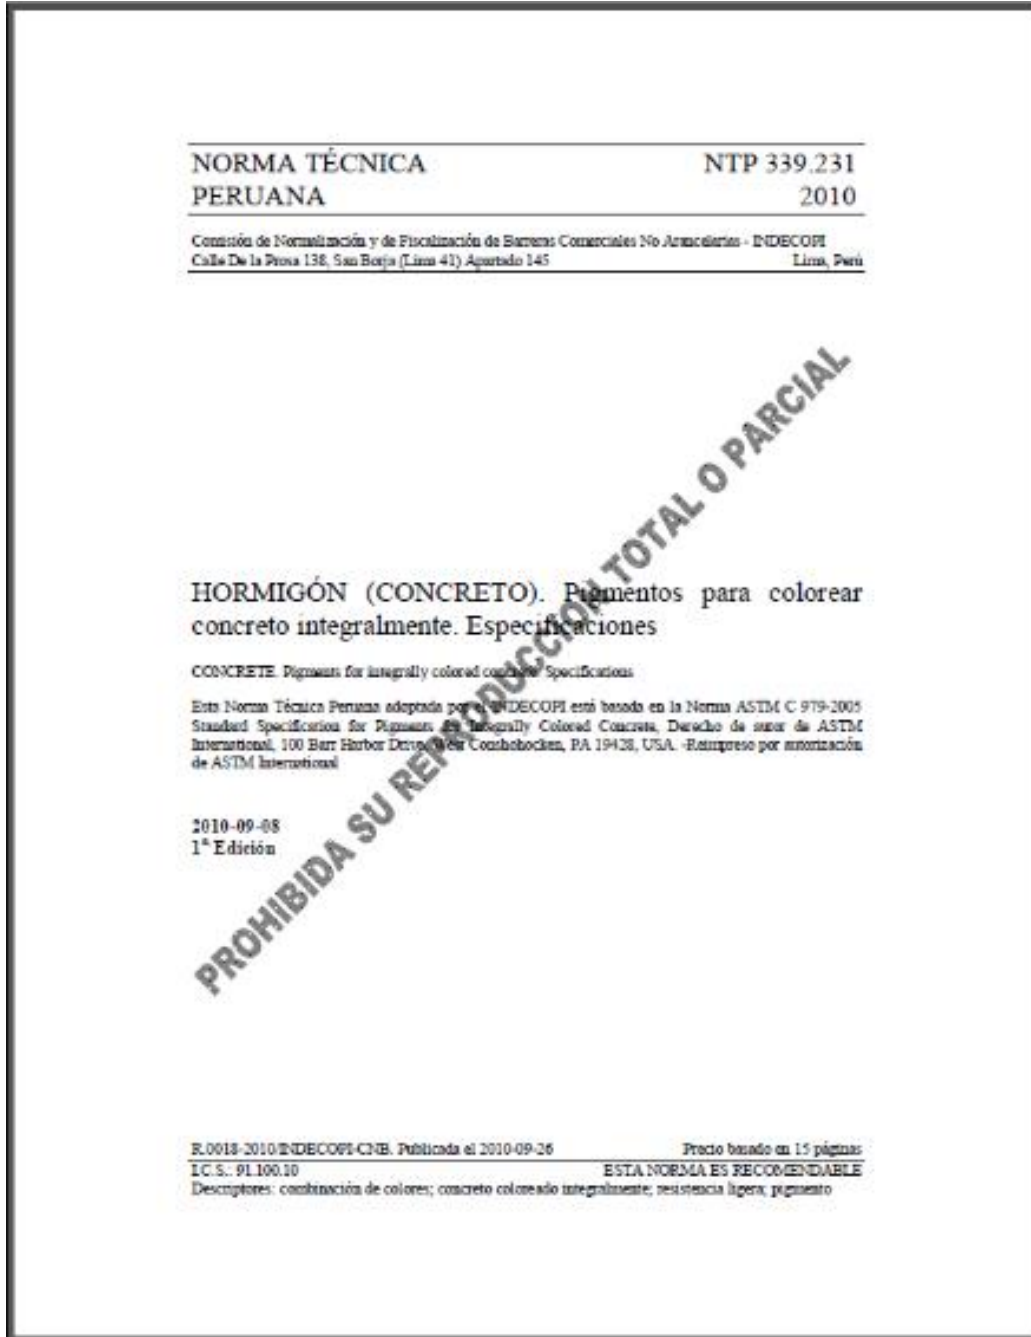 NORMA TÉCNICA NTP 339.231
PERUANA 2010
Comisión de Normalización y de Fiscalización de Barreras Comerciales No Arancelarias - INDECOPI
Calle De la Prosa 138, San Borja (Lima 41) Apartado 145 Lima, Perú
PROHIBIDA SU REPRODUCCION TOTAL O PARCIAL
HORMIGÓN (CONCRETO). Pigmentos para colorear
concreto integralmente. Especificaciones
CONCRETE. Pigments for integrally colored concrete. Specifications
Esta Norma Técnica Peruana adoptada por el INDECOPI está basada en la Norma ASTM C 979-2005
Standard Specification for Pigments for Integrally Colored Concrete, Derecho de autor de ASTM
International, 100 Barr Harbor Drive, West Conshohocken, PA 19428, USA. -Reimpreso por autorización
de ASTM International
2010-09-08
1ª Edición
R.0018-2010/INDECOPI-CNB. Publicada el 2010-09-26 Precio basado en 15 páginas
I.C.S.: 91.100.10 ESTA NORMA ES RECOMENDABLE
Descriptores: combinación de colores; concreto coloreado integralmente; resistencia ligera; pigmento